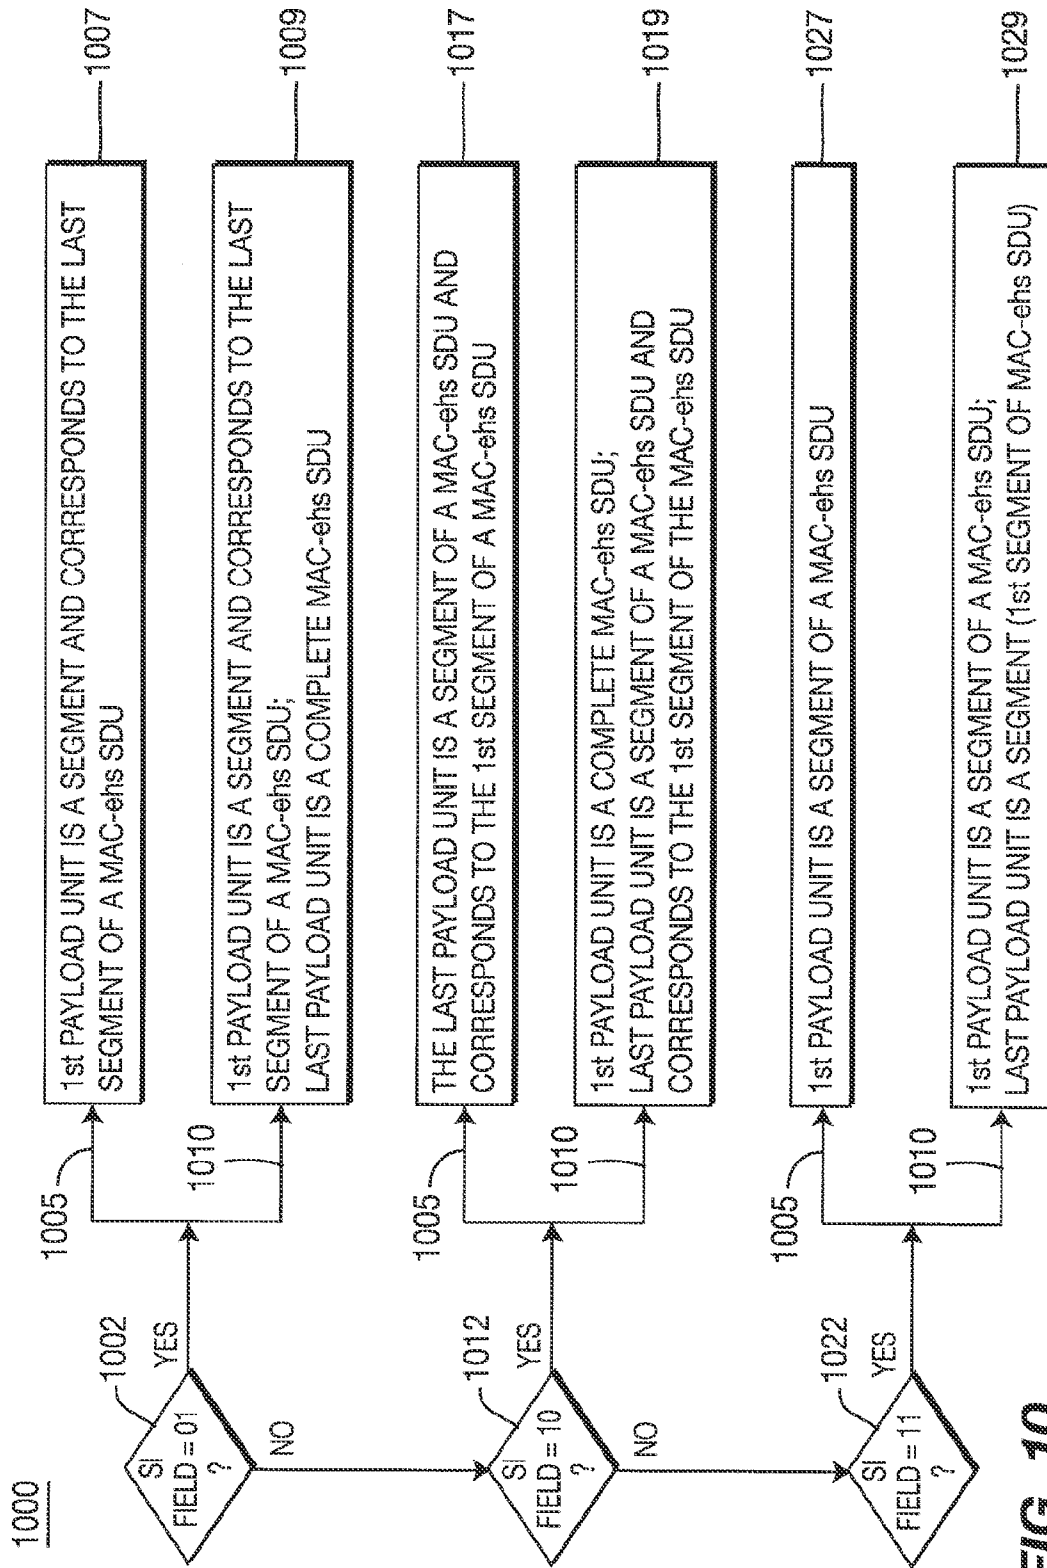 1000
1002
SI
FIELD = 01
?
YES
NO
1005
1010
1st PAYLOAD UNIT IS A SEGMENT AND CORRESPONDS TO THE LAST
SEGMENT OF A MAC-ehs SDU
1007
1st PAYLOAD UNIT IS A SEGMENT AND CORRESPONDS TO THE LAST
SEGMENT OF A MAC-ehs SDU;
LAST PAYLOAD UNIT IS A COMPLETE MAC-ehs SDU
1009
1012
SI
FIELD = 10
?
YES
NO
1005
1010
THE LAST PAYLOAD UNIT IS A SEGMENT OF A MAC-ehs SDU AND
CORRESPONDS TO THE 1st SEGMENT OF A MAC-ehs SDU
1017
1st PAYLOAD UNIT IS A COMPLETE MAC-ehs SDU;
LAST PAYLOAD UNIT IS A SEGMENT OF A MAC-ehs SDU AND
CORRESPONDS TO THE 1st SEGMENT OF THE MAC-ehs SDU
1019
1022
SI
FIELD = 11
?
YES
1005
1010
1st PAYLOAD UNIT IS A SEGMENT OF A MAC-ehs SDU
1027
1st PAYLOAD UNIT IS A SEGMENT OF A MAC-ehs SDU;
LAST PAYLOAD UNIT IS A SEGMENT (1st SEGMENT OF MAC-ehs SDU)
1029
FIG. 10